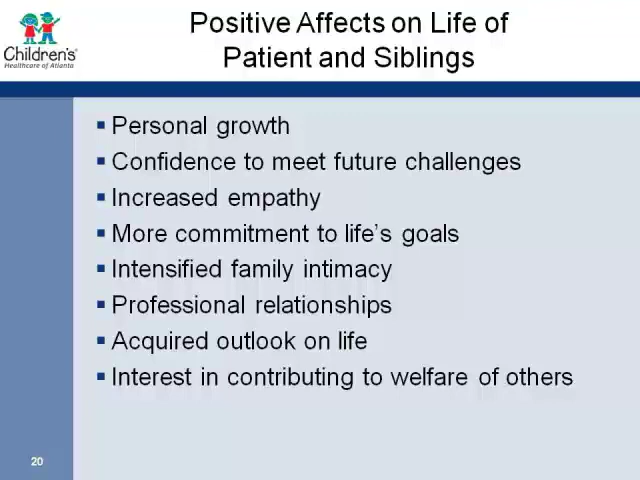 Children's
Healthcare of Atlanta
Positive Affects on Life of
Patient and Siblings
▪ Personal growth
▪ Confidence to meet future challenges
▪ Increased empathy
▪ More commitment to life’s goals
▪ Intensified family intimacy
▪ Professional relationships
▪ Acquired outlook on life
▪ Interest in contributing to welfare of others
20